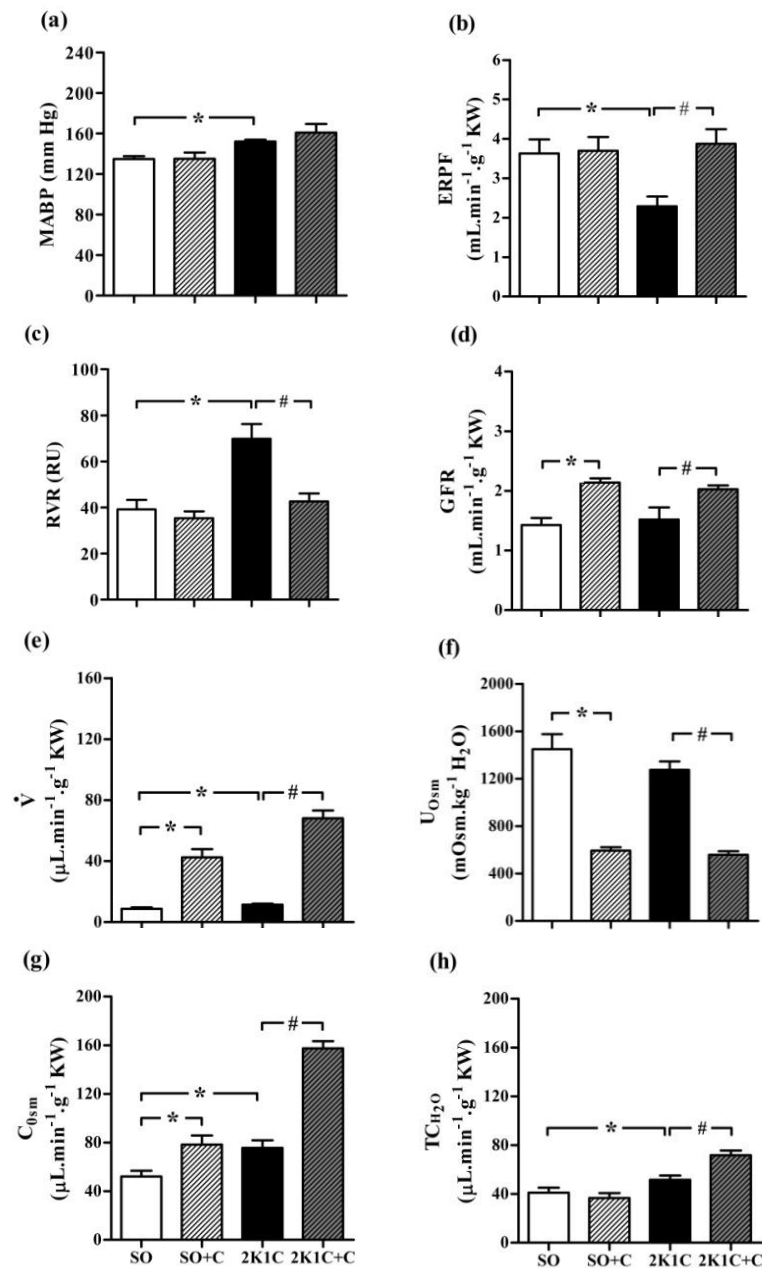 (a)
240
200
160
120
80
40
0
MABP (mm Hg)
*
(b)
6
5
4
3
2
1
0
ERPF
(mL.min⁻¹.g⁻¹ KW)
*
#
(c)
100
80
60
40
20
0
RVR (RU)
*
#
(d)
4
3
2
1
0
GFR
(mL.min⁻¹.g⁻¹ KW)
*
#
(e)
160
120
80
40
0
V̇
(µL.min⁻¹.g⁻¹ KW)
*
#
*
(f)
2000
1600
1200
800
400
0
U_Osm
(mOsm.kg⁻¹ H₂O)
*
#
(g)
200
160
120
80
40
0
C_0sm
(µL.min⁻¹.g⁻¹ KW)
#
*
*
SO SO+C 2K1C 2K1C+C
(h)
200
160
120
80
40
0
TC_H₂O
(µL.min⁻¹.g⁻¹ KW)
*
#
SO SO+C 2K1C 2K1C+C